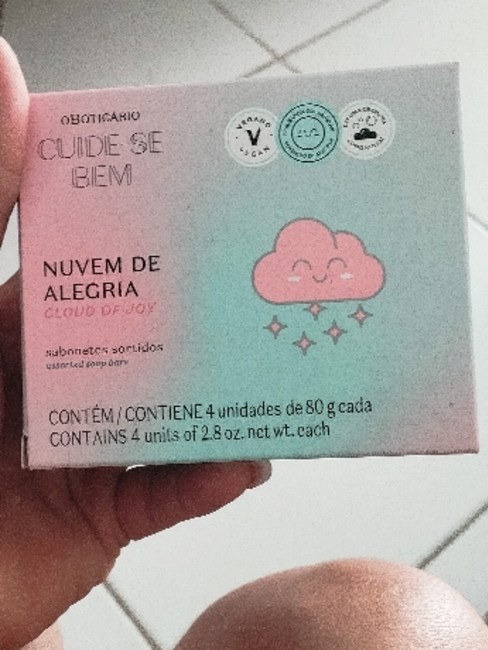 oBOTICÁRIO
CUIDE-SE
BEM
VEGANO
VEGAN
NUVEM DE
ALEGRIA
CLOUD OF JOY
sabonetes sortidos
assorted soap bars
CONTÉM / CONTIENE 4 unidades de 80 g cada
CONTAINS 4 units of 2.8 oz. net wt. each